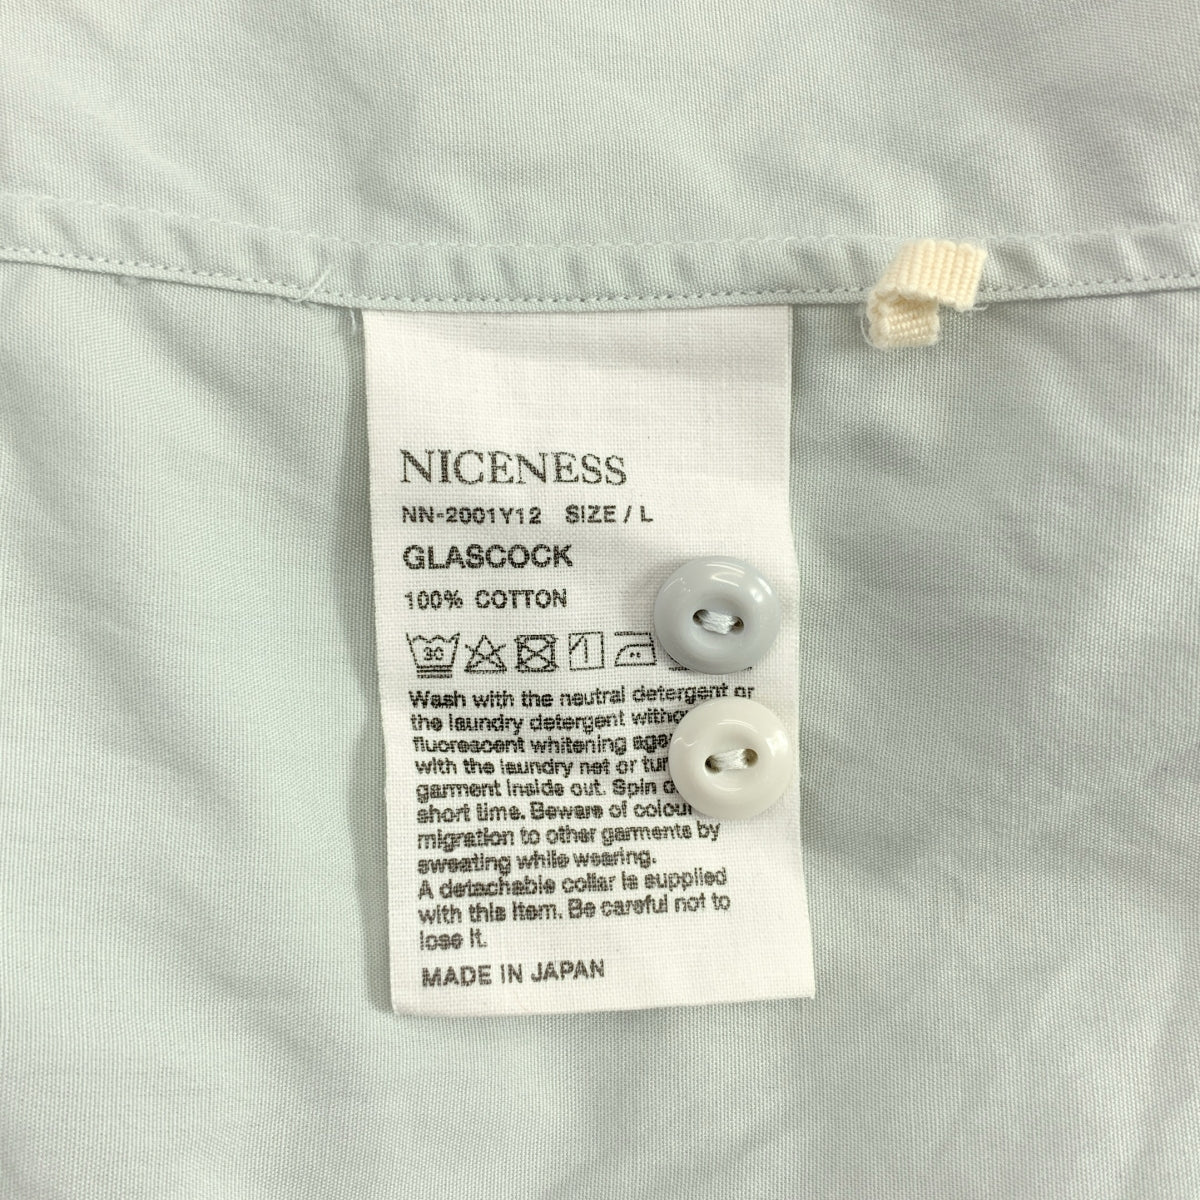 NICENESS
NN-2001Y12 SIZE / L
GLASCOCK
100% COTTON
30
Wash with the neutral detergent or
the laundry detergent
fluorescent whitening
with the laundry net or
garment inside out. Spin
short time. Beware of
migration to other garments by
sweating while wearing.
A detachable collar is supplied
with this item. Be careful not to
lose it.
MADE IN JAPAN